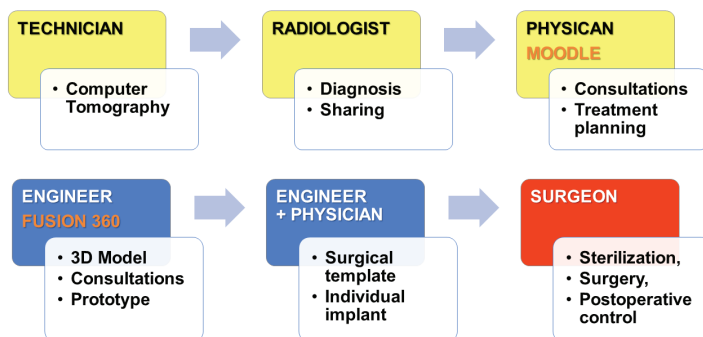 TECHNICIAN
• Computer
Tomography
RADIOLOGIST
• Diagnosis
• Sharing
PHYSICAN
MOODLE
• Consultations
• Treatment
planning
ENGINEER
FUSION 360
• 3D Model
• Consultations
• Prototype
ENGINEER
+ PHYSICIAN
• Surgical
template
• Individual
implant
SURGEON
• Sterilization,
• Surgery,
• Postoperative
control